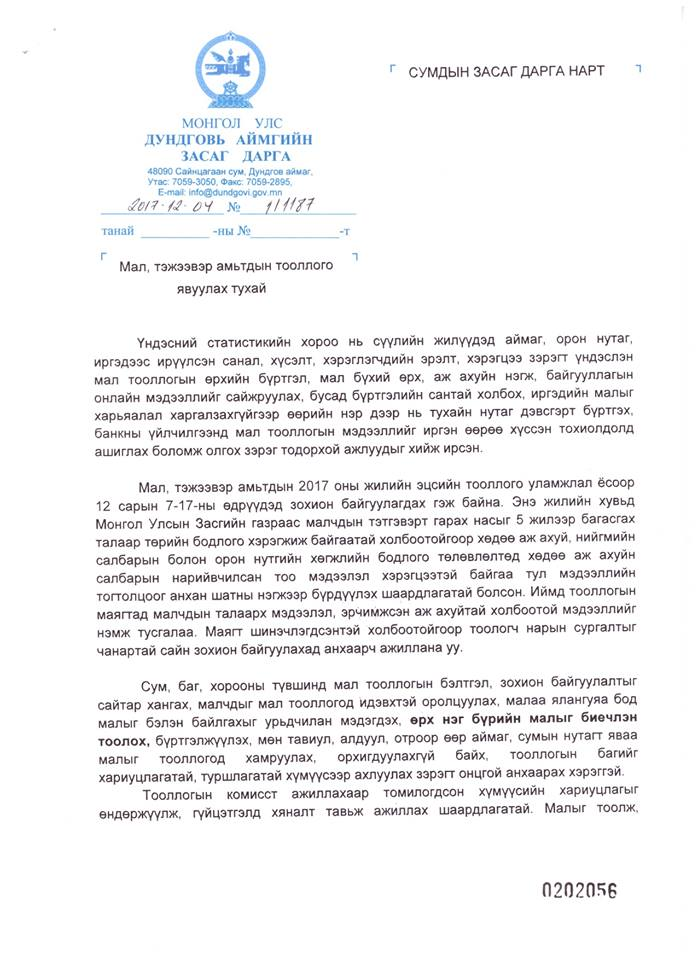 СУМДЫН ЗАСАГ ДАРГА НАРТ
МОНГОЛ УЛС
ДУНДГОВЬ АЙМГИЙН
ЗАСАГ ДАРГА
48090 Сайнцагаан сум, Дундгов аймаг,
Утас: 7059-3050, Факс: 7059-2895,
E-mail: info@dundgovi.gov.mn
2017-12-04 № 1/1187
танай ___________ -ны №______________-т
Мал, тэжээвэр амьтдын тооллого
явуулах тухай
Үндэсний статистикийн хороо нь сүүлийн жилүүдэд аймаг, орон нутаг,
иргэдээс ирүүлсэн санал, хүсэлт, хэрэглэгчдийн эрэлт, хэрэгцээ зэрэгт үндэслэн
мал тооллогын өрхийн бүртгэл, мал бүхий өрх, аж ахуйн нэгж, байгууллагын
онлайн мэдээллийг сайжруулах, бусад бүртгэлийн сантай холбох, иргэдийн малыг
харьяалал харгалзахгүйгээр өөрийн нэр дээр нь тухайн нутаг дэвсгэрт бүртгэх,
банкны үйлчилгээнд мал тооллогын мэдээллийг иргэн өөрөө хүссэн тохиолдолд
ашиглах боломж олгох зэрэг тодорхой ажлуудыг хийж ирсэн.
Мал, тэжээвэр амьтдын 2017 оны жилийн эцсийн тооллого уламжлал ёсоор
12 сарын 7-17-ны өдрүүдэд зохион байгуулагдах гэж байна. Энэ жилийн хувьд
Монгол Улсын Засгийн газраас малчдын тэтгэвэрт гарах насыг 5 жилээр багасгах
талаар төрийн бодлого хэрэгжиж байгаатай холбоотойгоор хөдөө аж ахуй, нийгмийн
салбарын болон орон нутгийн хөгжлийн бодлого төлөвлөлтөд хөдөө аж ахуйн
салбарын нарийвчилсан тоо мэдээлэл хэрэгцээтэй байгаа тул мэдээллийн
тогтолцоог анхан шатны нэгжээр бүрдүүлэх шаардлагатай болсон. Иймд тооллогын
маягтад малчдын талаарх мэдээлэл, эрчимжсэн аж ахуйтай холбоотой мэдээллийг
нэмж тусгалаа. Маягт шинэчлэгдсэнтэй холбоотойгоор тоологч нарын сургалтыг
чанартай сайн зохион байгуулахад анхаарч ажиллана уу.
Сум, баг, хорооны түвшинд мал тооллогын бэлтгэл, зохион байгуулалтыг
сайтар хангах, малчдыг мал тооллогод идэвхтэй оролцуулах, малаа ялангуяа бод
малыг бэлэн байлгахыг урьдчилан мэдэгдэх, өрх нэг бүрийн малыг биечлэн
тоолох, бүртгэлжүүлэх, мөн тавиул, алдуул, отроор өөр аймаг, сумын нутагт яваа
малыг тооллогод хамруулах, орхигдуулахгүй байх, тооллогын багийг
хариуцлагатай, туршлагатай хүмүүсээр ахлуулах зэрэгт онцгой анхаарах хэрэгтэй.
Тооллогын комисст ажиллахаар томилогдсон хүмүүсийн хариуцлагыг
өндөржүүлж, гүйцэтгэлд хяналт тавьж ажиллах шаардлагатай. Малыг тоолж,
0202056